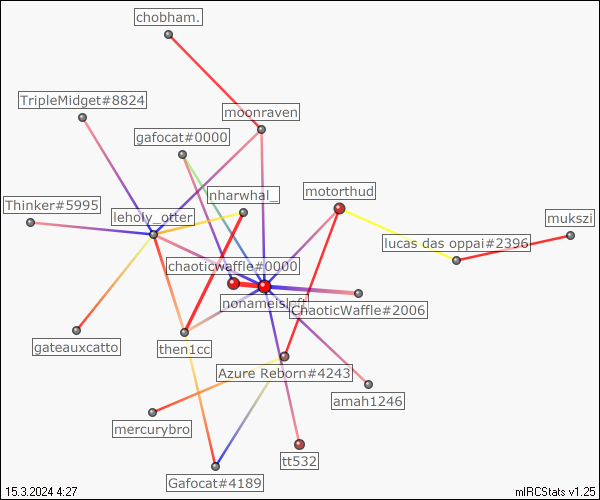 chobham.
TripleMidget#8824
moonraven
gafocat#0000
nharwhal_
motorthud
Thinker#5995
leholy_otter
mukszi
lucas das oppai#2396
chaoticwaffle#0000
ChaoticWaffle#2006
gateauxcatto
then1cc
Azure Reborn#4243
amah1246
mercurybro
tt532
Gafocat#4189
15.3.2024 4:27
mIRCStats v1.25